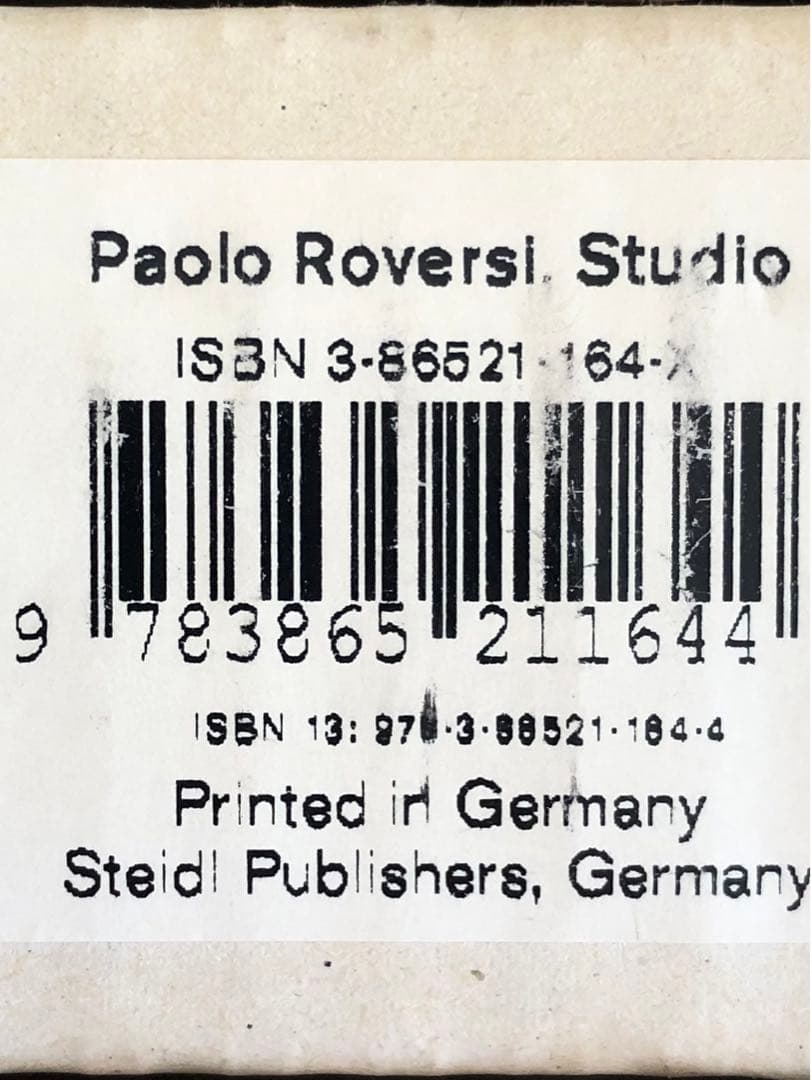 Paolo Roversi. Studio
ISBN 3-86521-164-X
9 783865 211644
ISBN 13: 978-3-86521-164-4
Printed in Germany
Steidl Publishers, Germany